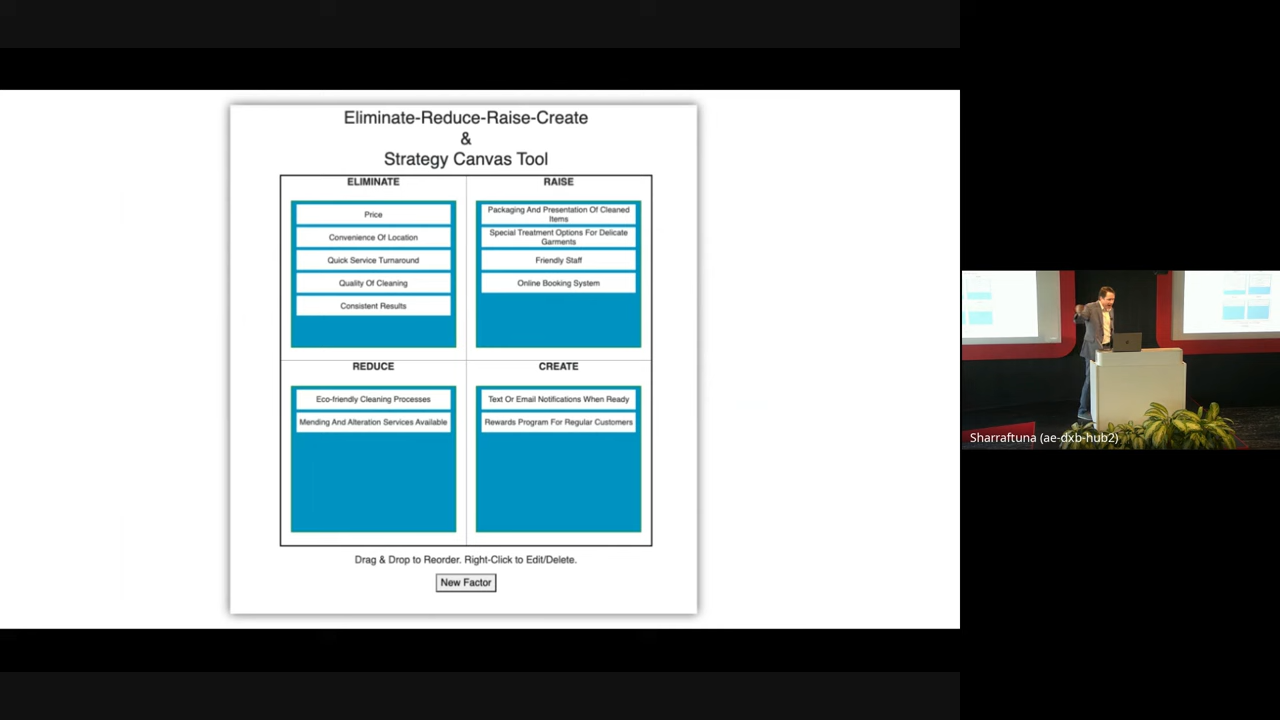 Eliminate-Reduce-Raise-Create
&
Strategy Canvas Tool
ELIMINATE
Price
Convenience Of Location
Quick Service Turnaround
Quality Of Cleaning
Consistent Results
RAISE
Packaging And Presentation Of Cleaned
Items
Special Treatment Options For Delicate
Garments
Friendly Staff
Online Booking System
REDUCE
Eco-friendly Cleaning Processes
Mending And Alteration Services Available
CREATE
Text Or Email Notifications When Ready
Rewards Program For Regular Customers
Drag & Drop to Reorder. Right-Click to Edit/Delete.
New Factor
Sharraftuna (ae-dxb-hub2)